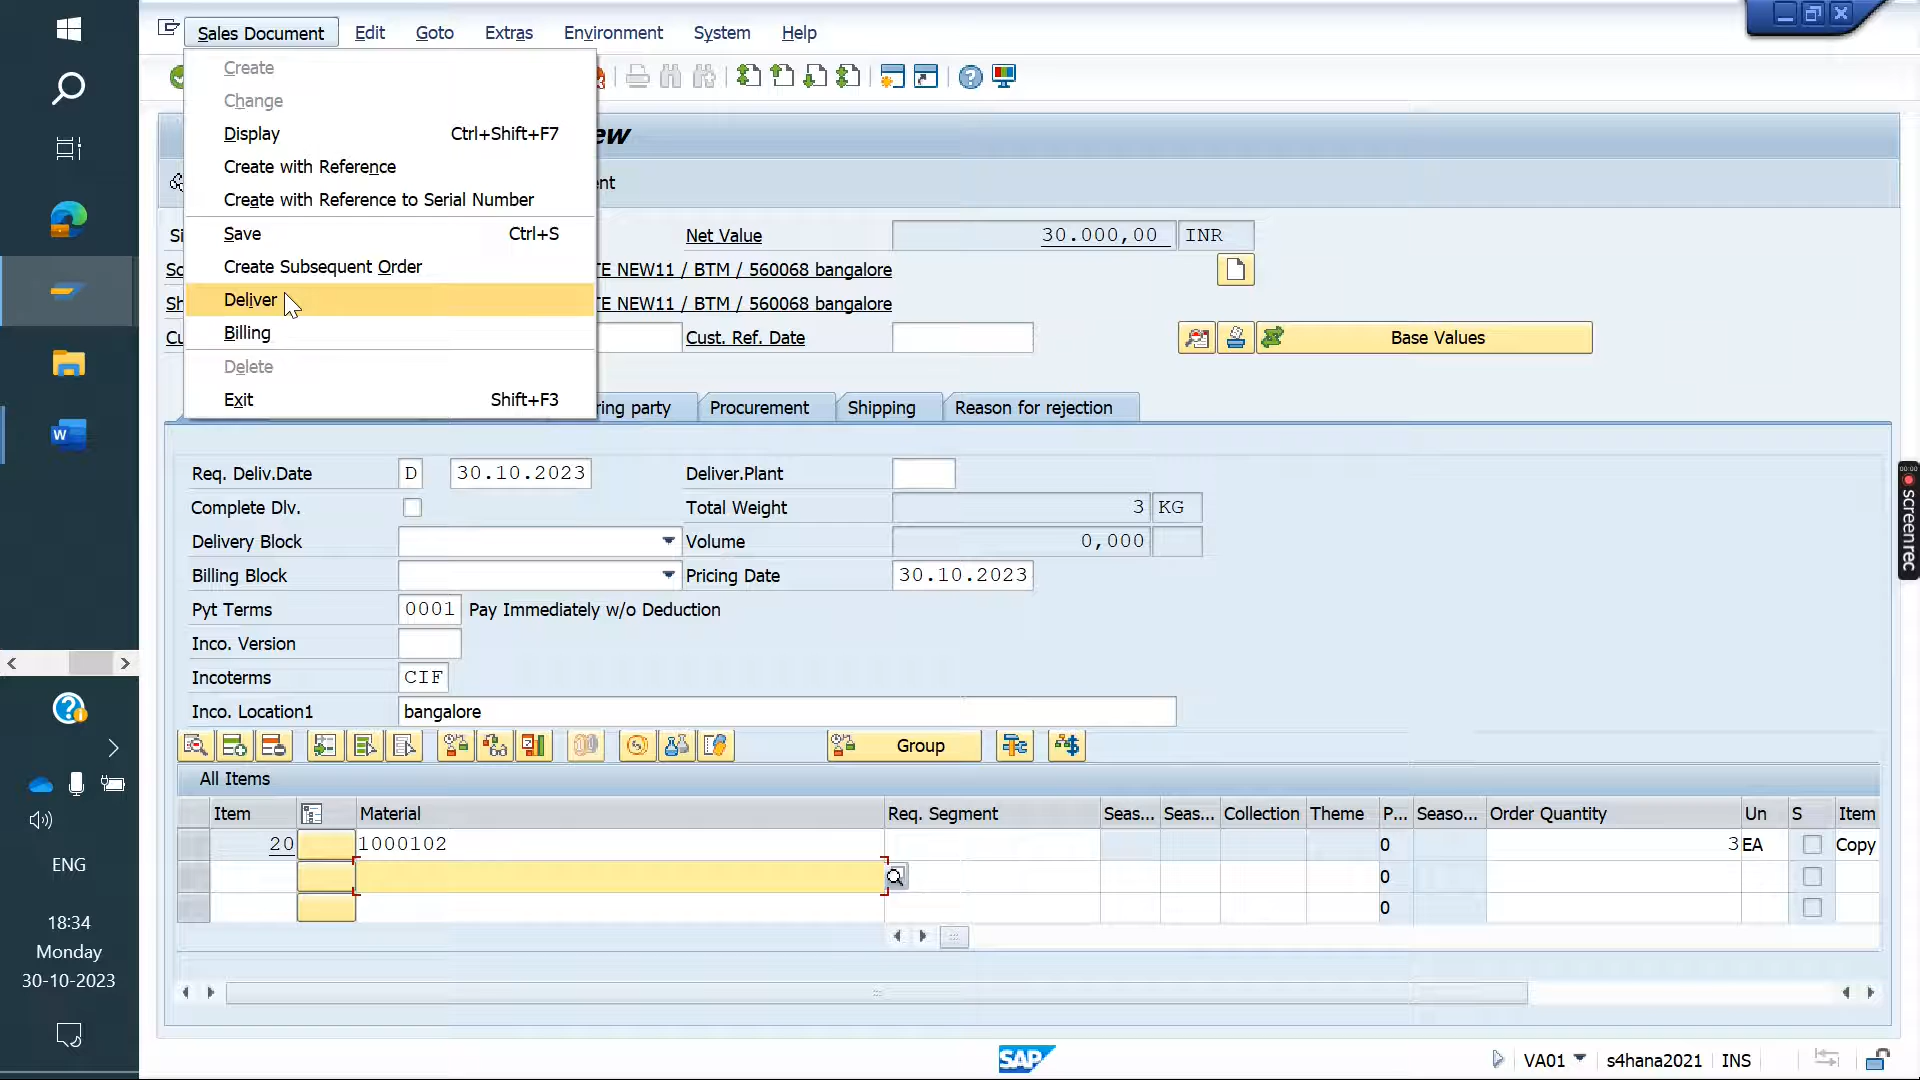 Sales Document Edit Goto Extras Environment System Help
Create
Change
Display Ctrl+Shift+F7
Create with Reference
Create with Reference to Serial Number
Save Ctrl+S
Create Subsequent Order
Deliver
Billing
Delete
Exit Shift+F3
Net Value 30.000,00 INR
NEW11 / BTM / 560068 bangalore
NEW11 / BTM / 560068 bangalore
Cust. Ref. Date
Base Values
party Procurement Shipping Reason for rejection
Req. Deliv.Date D 30.10.2023 Deliver.Plant
Complete Dlv. Total Weight 3 KG
Delivery Block Volume 0,000
Billing Block Pricing Date 30.10.2023
Pyt Terms 0001 Pay Immediately w/o Deduction
Inco. Version
Incoterms CIF
Inco. Location1 bangalore
Group
All Items
Item Material Req. Segment Seas... Seas... Collection Theme P... Seaso... Order Quantity Un S Item
20 1000102 0 3 EA Copy
0
0
SAP VA01 s4hana2021 INS
ENG
18:34
Monday
30-10-2023
00:00
screenrec
W